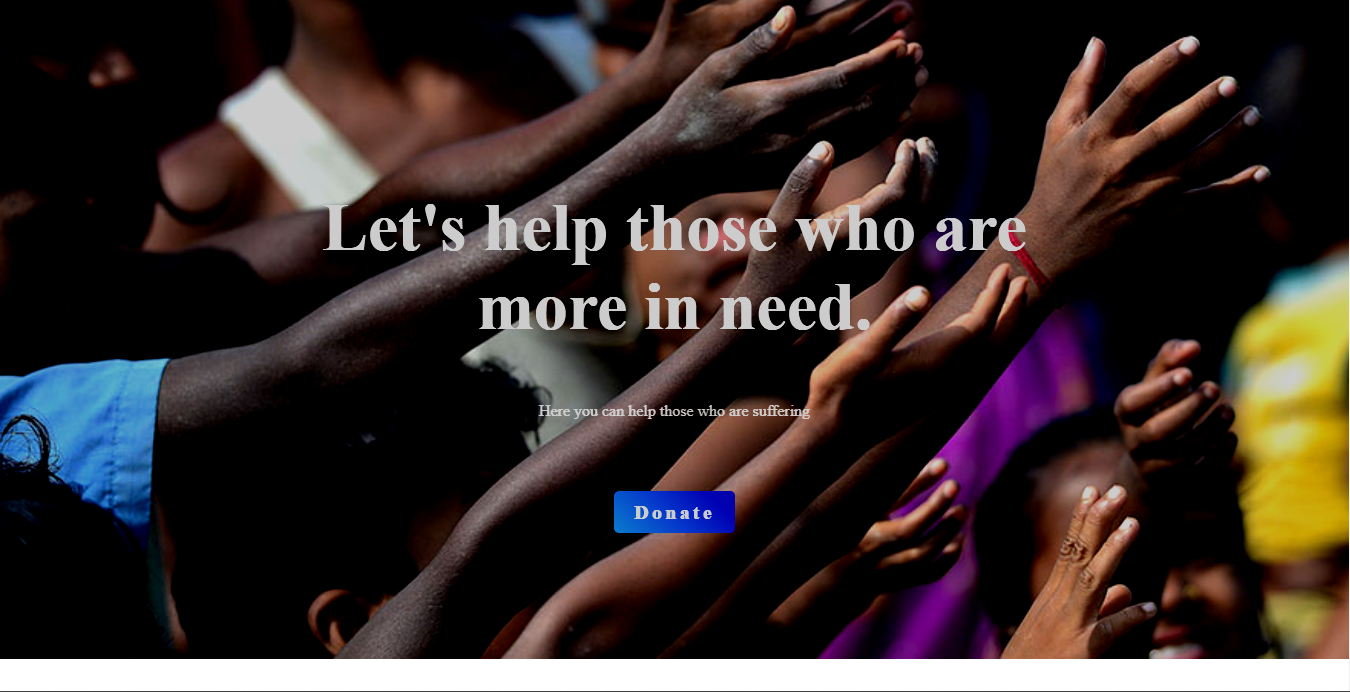 Let's help those who are
more in need.
Here you can help those who are suffering
Donate